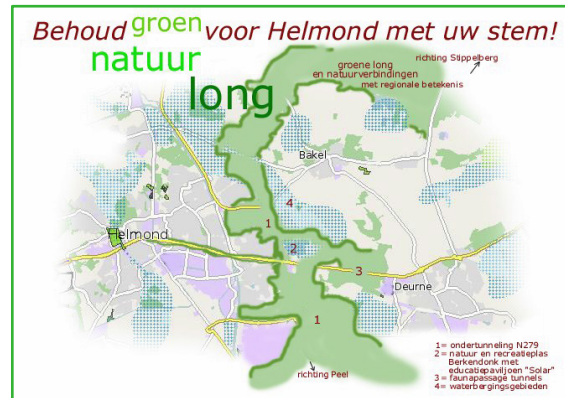 Behoud groen voor Helmond met uw stem!
natuur
long
groene long
en natuurverbindingen
met regionale betekenis
richting Stippelberg
Bakel
4
1
Helmond
2
3
Deurne
1
richting Peel
1= ondertunneling N279
2= natuur en recreatieplas
Berkendonk met
educatiepaviljoen "Solar"
3= faunapassage tunnels
4= waterbergingsgebieden